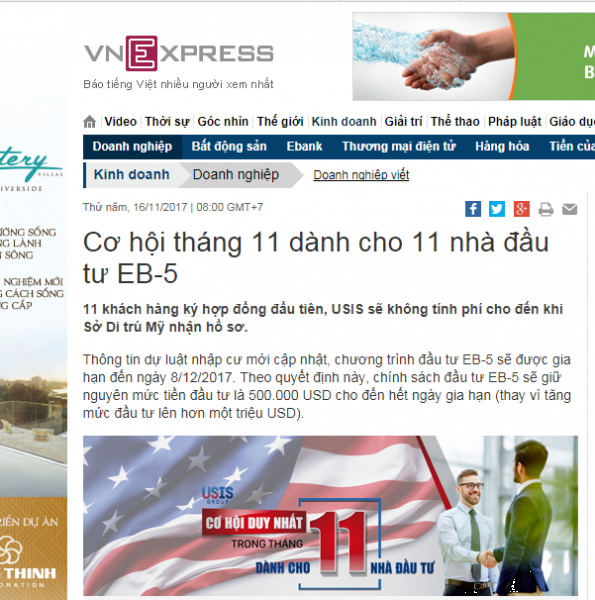 VNEXPRESS
Báo tiếng Việt nhiều người xem nhất
Video Thời sự Góc nhìn Thế giới Kinh doanh Giải trí Thể thao Pháp luật Giáo dục
Doanh nghiệp Bất động sản Ebank Thương mại điện tử Hàng hóa Tiền của
Kinh doanh Doanh nghiệp Doanh nghiệp viết
Thứ năm, 16/11/2017 | 08:00 GMT+7
Cơ hội tháng 11 dành cho 11 nhà đầu
tư EB-5
11 khách hàng ký hợp đồng đầu tiên, USIS sẽ không tính phí cho đến khi
Sở Di trú Mỹ nhận hồ sơ.
Thông tin dự luật nhập cư mới cập nhật, chương trình đầu tư EB-5 sẽ được gia
hạn đến ngày 8/12/2017. Theo quyết định này, chính sách đầu tư EB-5 sẽ giữ
nguyên mức tiền đầu tư là 500.000 USD cho đến hết ngày gia hạn (thay vì tăng
mức đầu tư lên hơn một triệu USD).
USIS
GROUP
CƠ HỘI DUY NHẤT
TRONG THÁNG
11
DÀNH CHO NHÀ ĐẦU TƯ
tery
VILLAS
IVERSIDE
ƯỜNG SỐNG
NG LÀNH
N SÔNG
NGHIỆM MỚI
G CÁCH SỐNG
NG CẤP
RIỂN DỰ ÁN
THỊNH
ORPORATION
M
B